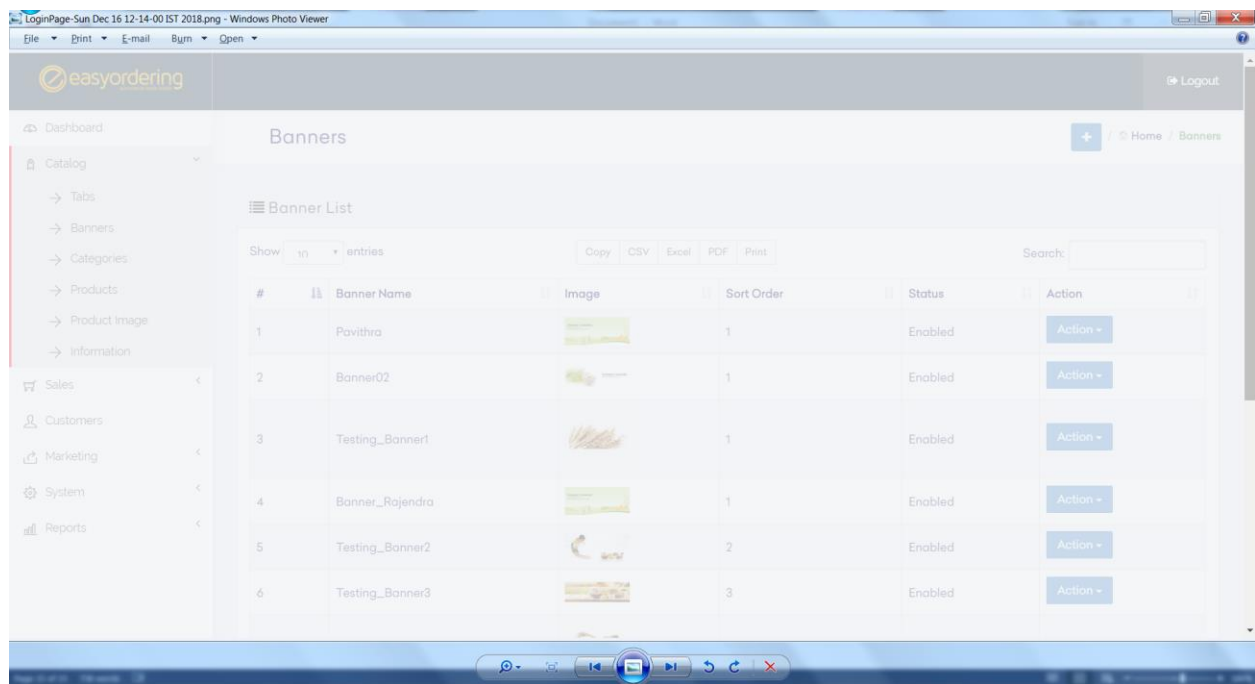 LoginPage-Sun Dec 16 12-14-00 IST 2018.png - Windows Photo Viewer
File Print E-mail Burn Open
easyordering
Logout
Dashboard
Banners
+ / Home / Banners
Catalog
Tabs
Banners
Categories
Products
Product Image
Information
Sales
Customers
Marketing
System
Reports
Banner List
Show 10 entries
Copy CSV Excel PDF Print
Search:
# Banner Name Image Sort Order Status Action
1 Pavithra 1 Enabled Action
2 Banner02 1 Enabled Action
3 Testing_Banner1 1 Enabled Action
4 Banner_Rajendra 1 Enabled Action
5 Testing_Banner2 2 Enabled Action
6 Testing_Banner3 3 Enabled Action